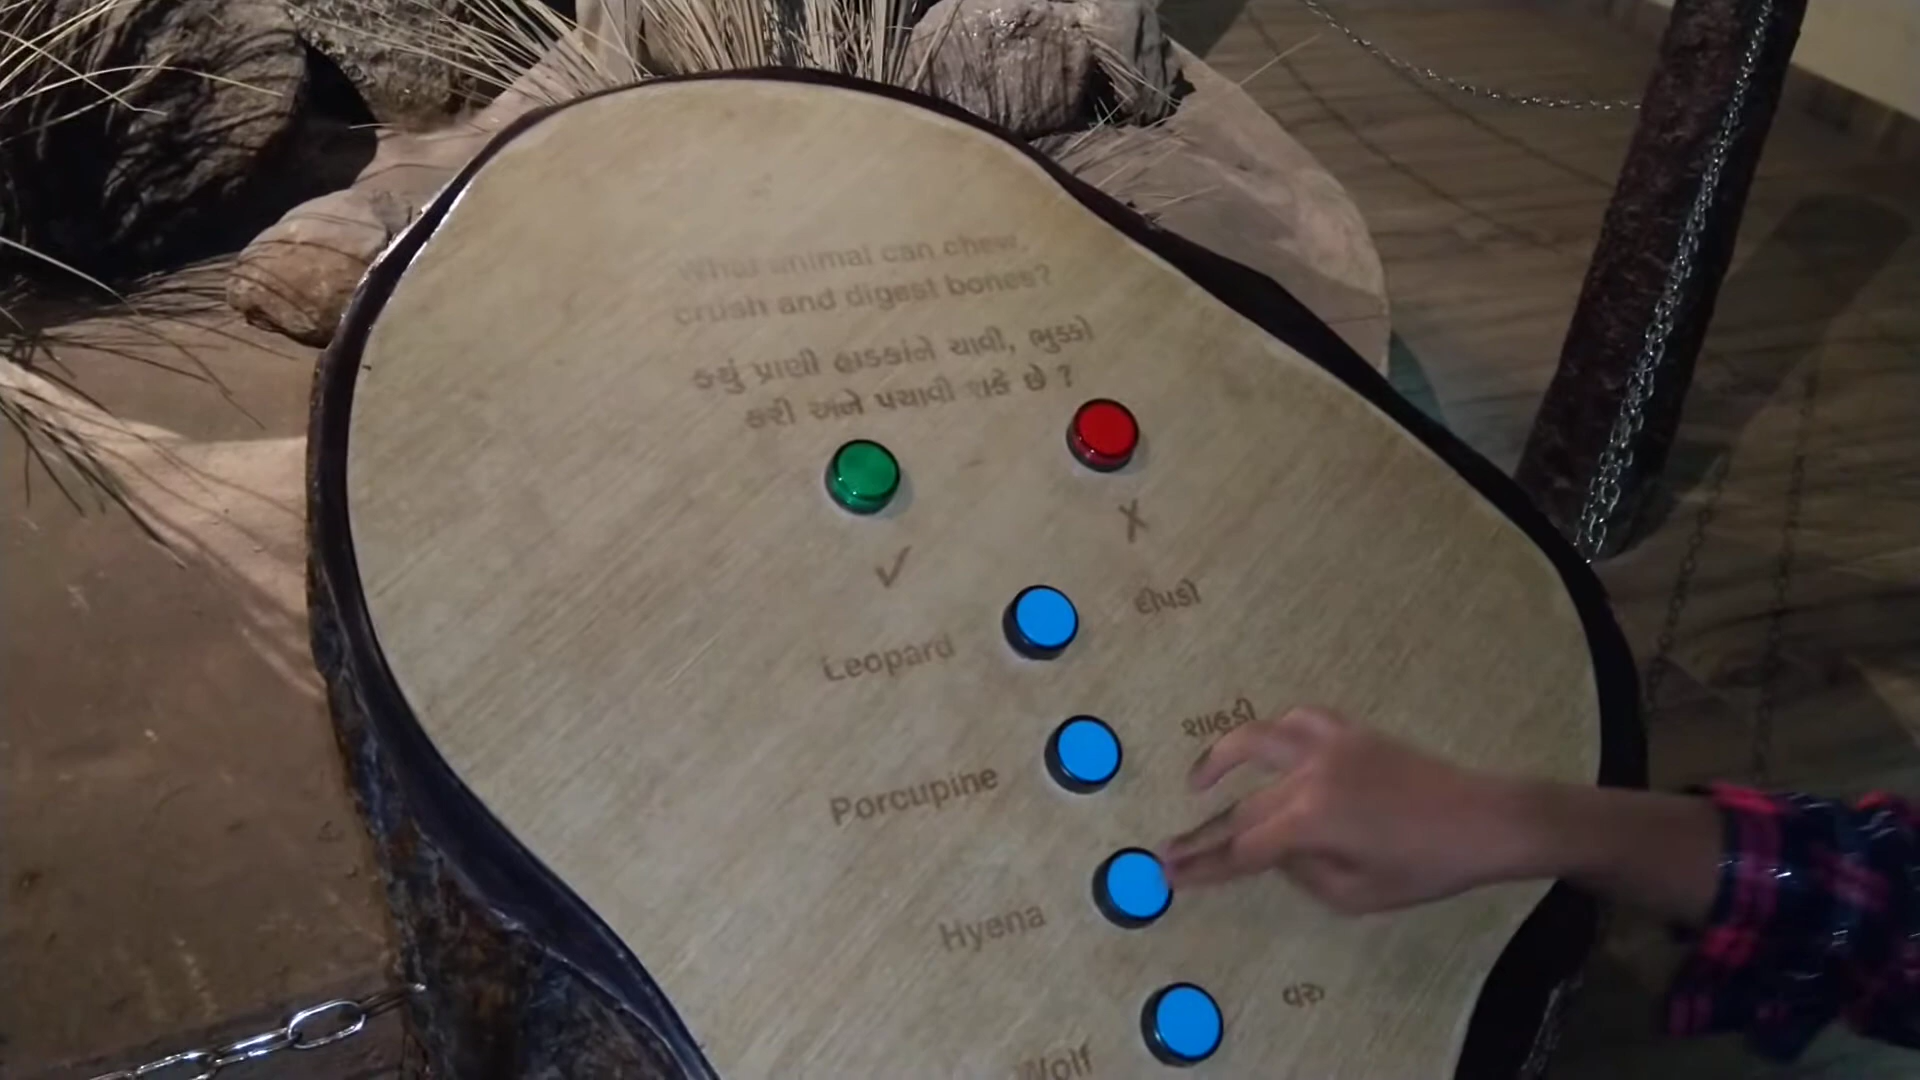 What animal can chew,
crush and digest bones?
કયું પ્રાણી હાડકાંને ચાવી, ભુક્કો
કરી અને પચાવી શકે છે ?
✓
X
Leopard
દીપડો
Porcupine
શાહુડી
Hyena
Wolf
વરુ